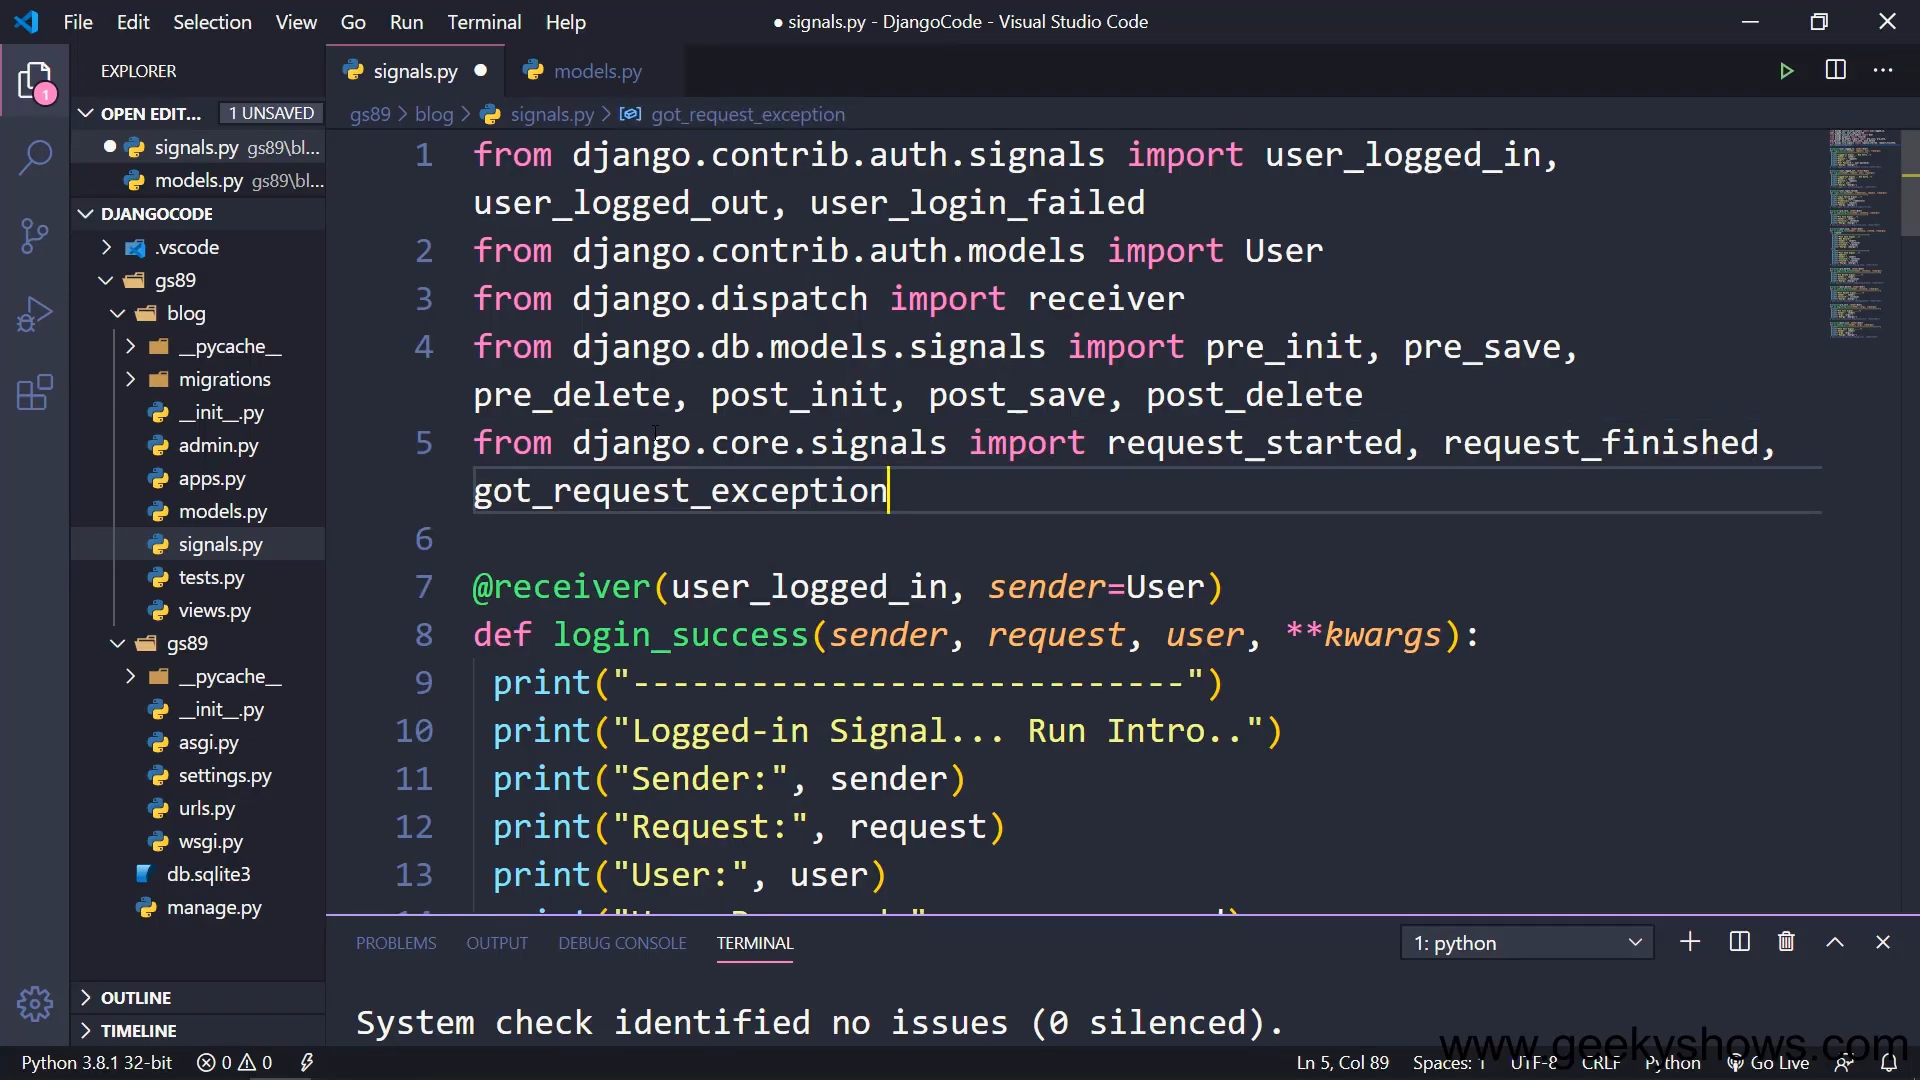 File Edit Selection View Go Run Terminal Help
● signals.py - DjangoCode - Visual Studio Code
EXPLORER
1
OPEN EDIT... 1 UNSAVED
signals.py gs89\bl...
models.py gs89\bl...
DJANGOCODE
.vscode
gs89
blog
__pycache__
migrations
__init__.py
admin.py
apps.py
models.py
signals.py
tests.py
views.py
gs89
__pycache__
__init__.py
asgi.py
settings.py
urls.py
wsgi.py
db.sqlite3
manage.py
OUTLINE
TIMELINE
signals.py models.py
gs89 > blog > signals.py > got_request_exception
1 from django.contrib.auth.signals import user_logged_in,
user_logged_out, user_login_failed
2 from django.contrib.auth.models import User
3 from django.dispatch import receiver
4 from django.db.models.signals import pre_init, pre_save,
pre_delete, post_init, post_save, post_delete
5 from django.core.signals import request_started, request_finished,
got_request_exception
6
7 @receiver(user_logged_in, sender=User)
8 def login_success(sender, request, user, **kwargs):
9 print("----------------------------")
10 print("Logged-in Signal... Run Intro..")
11 print("Sender:", sender)
12 print("Request:", request)
13 print("User:", user)
PROBLEMS OUTPUT DEBUG CONSOLE TERMINAL 1: python
System check identified no issues (0 silenced).
www.geekyshows.com
Python 3.8.1 32-bit 0 0 Ln 5, Col 89 Spaces: 1 UTF-8 CRLF Python Go Live